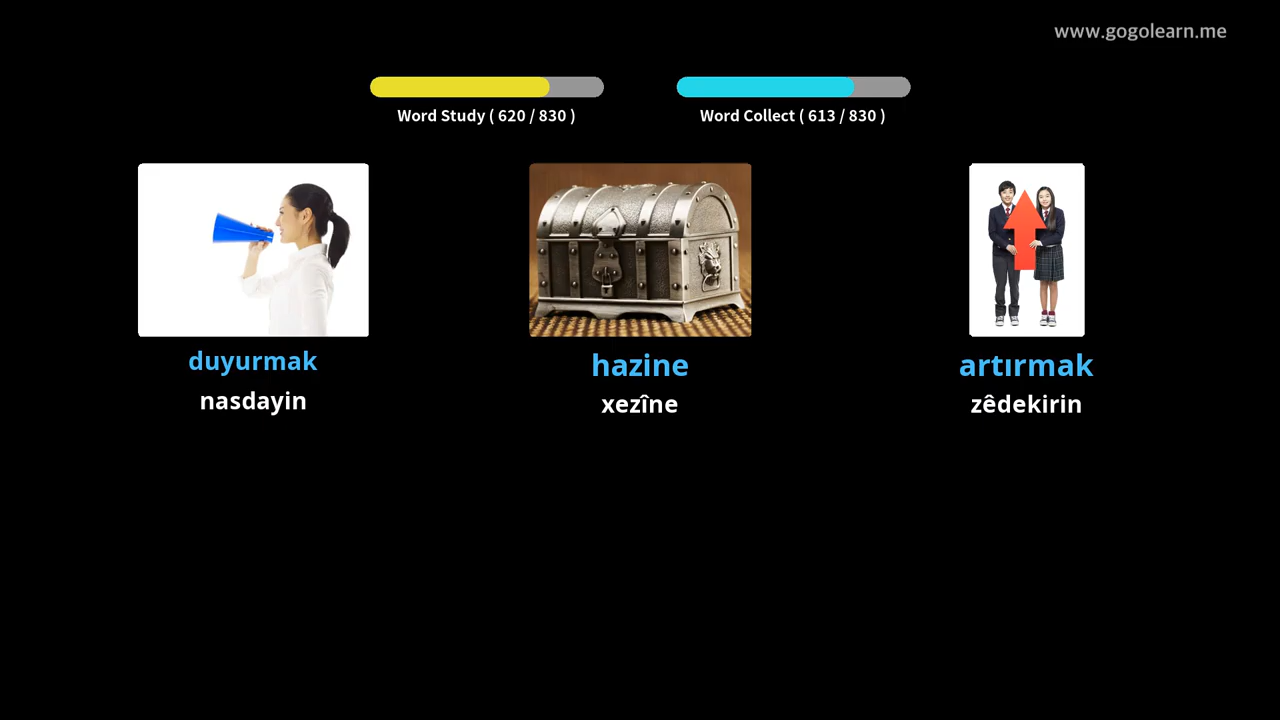 www.gogolearn.me
Word Study ( 620 / 830 )
Word Collect ( 613 / 830 )
duyurmak
nasdayin
hazine
xezîne
artırmak
zêdekirin